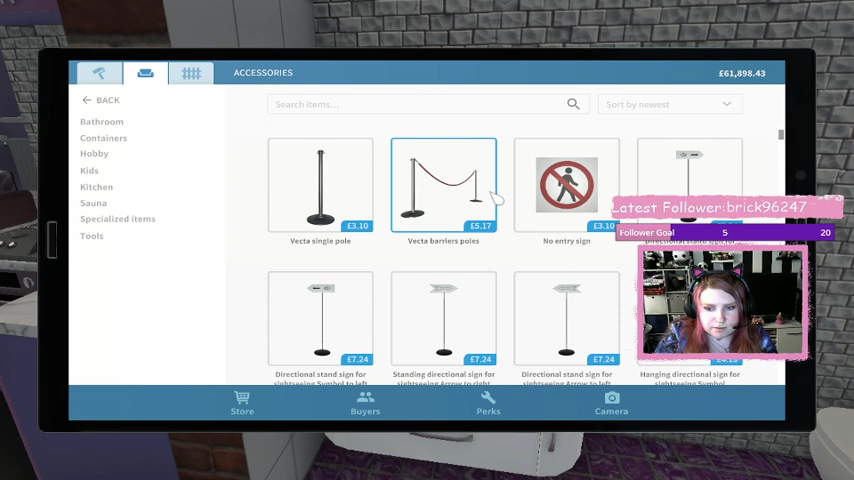 ACCESSORIES
£61,898.43
BACK
Search items...
Sort by newest
Bathroom
Containers
Hobby
Kids
Kitchen
Sauna
Specialized items
Tools
£3.10
£5.17
£3.10
Vecta single pole
Vecta barriers poles
No entry sign
Latest Follower:brick96247
Follower Goal
5
20
£7.24
£7.24
£7.24
Directional stand sign for
sightseeing Symbol to left
Standing directional sign for
sightseeing Arrow to right
Directional stand sign for
sightseeing Arrow to left
Hanging directional sign for
sightseeing Symbol
Store
Buyers
Perks
Camera